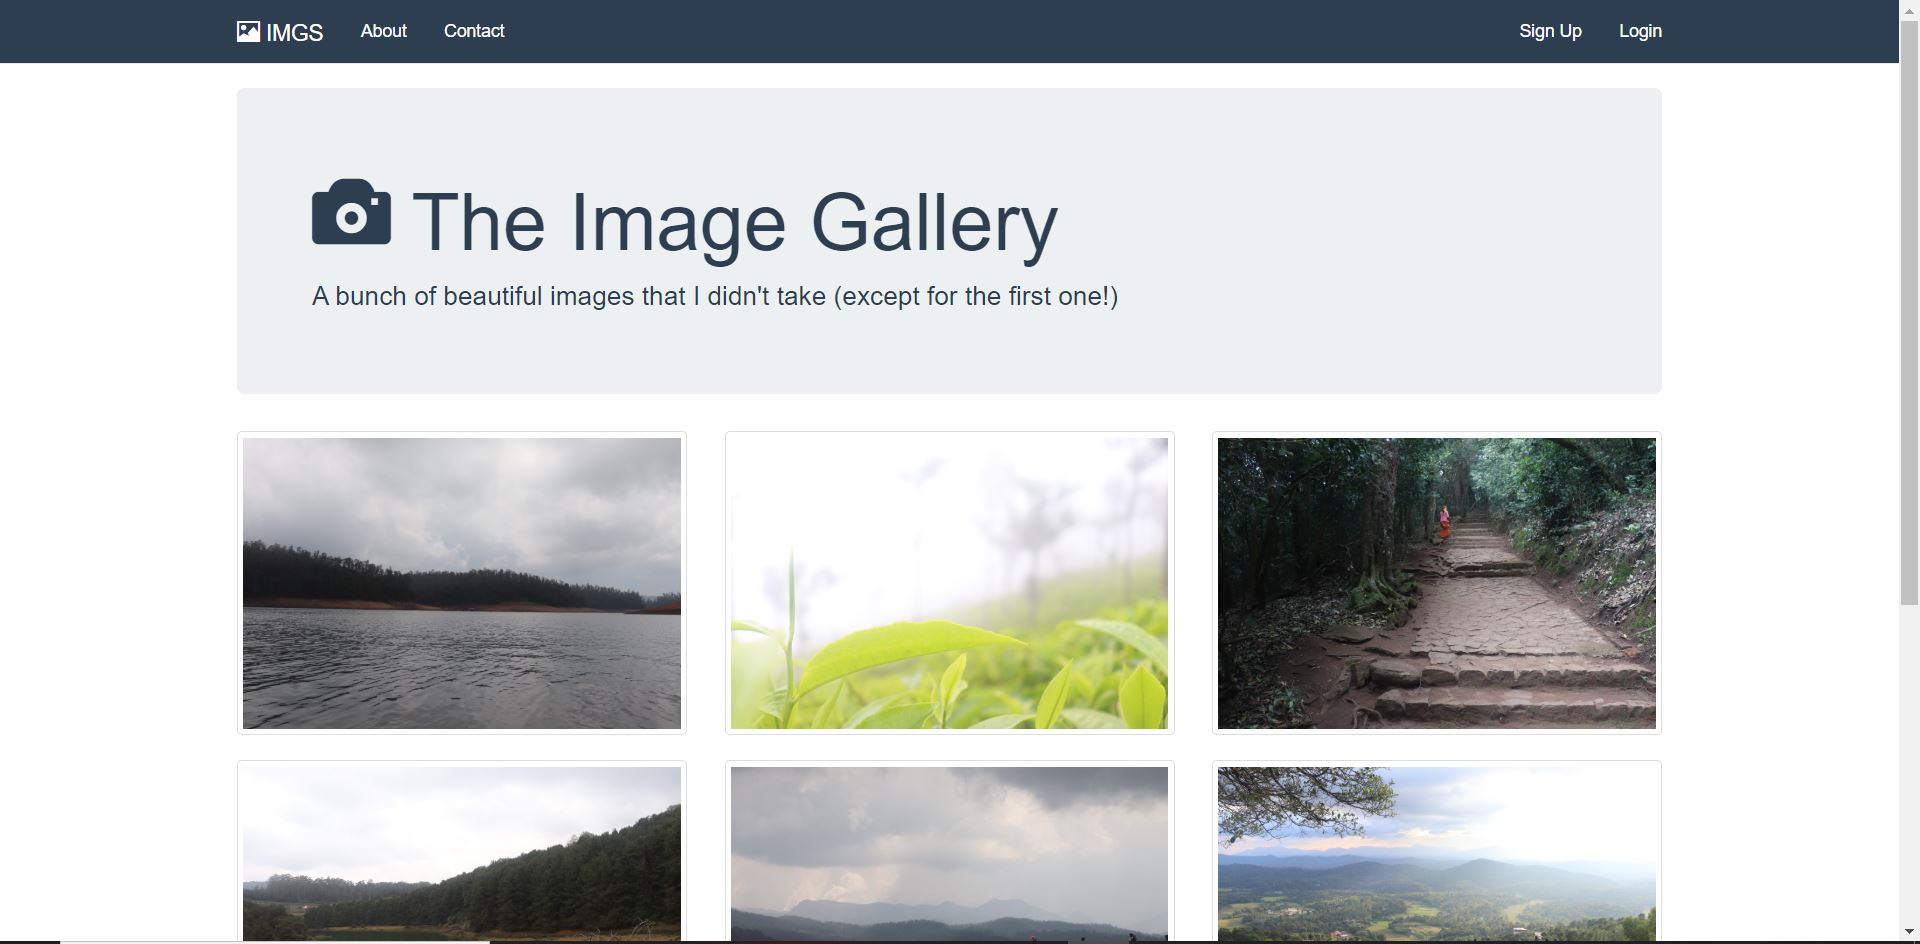 IMGS About Contact Sign Up Login
The Image Gallery
A bunch of beautiful images that I didn't take (except for the first one!)